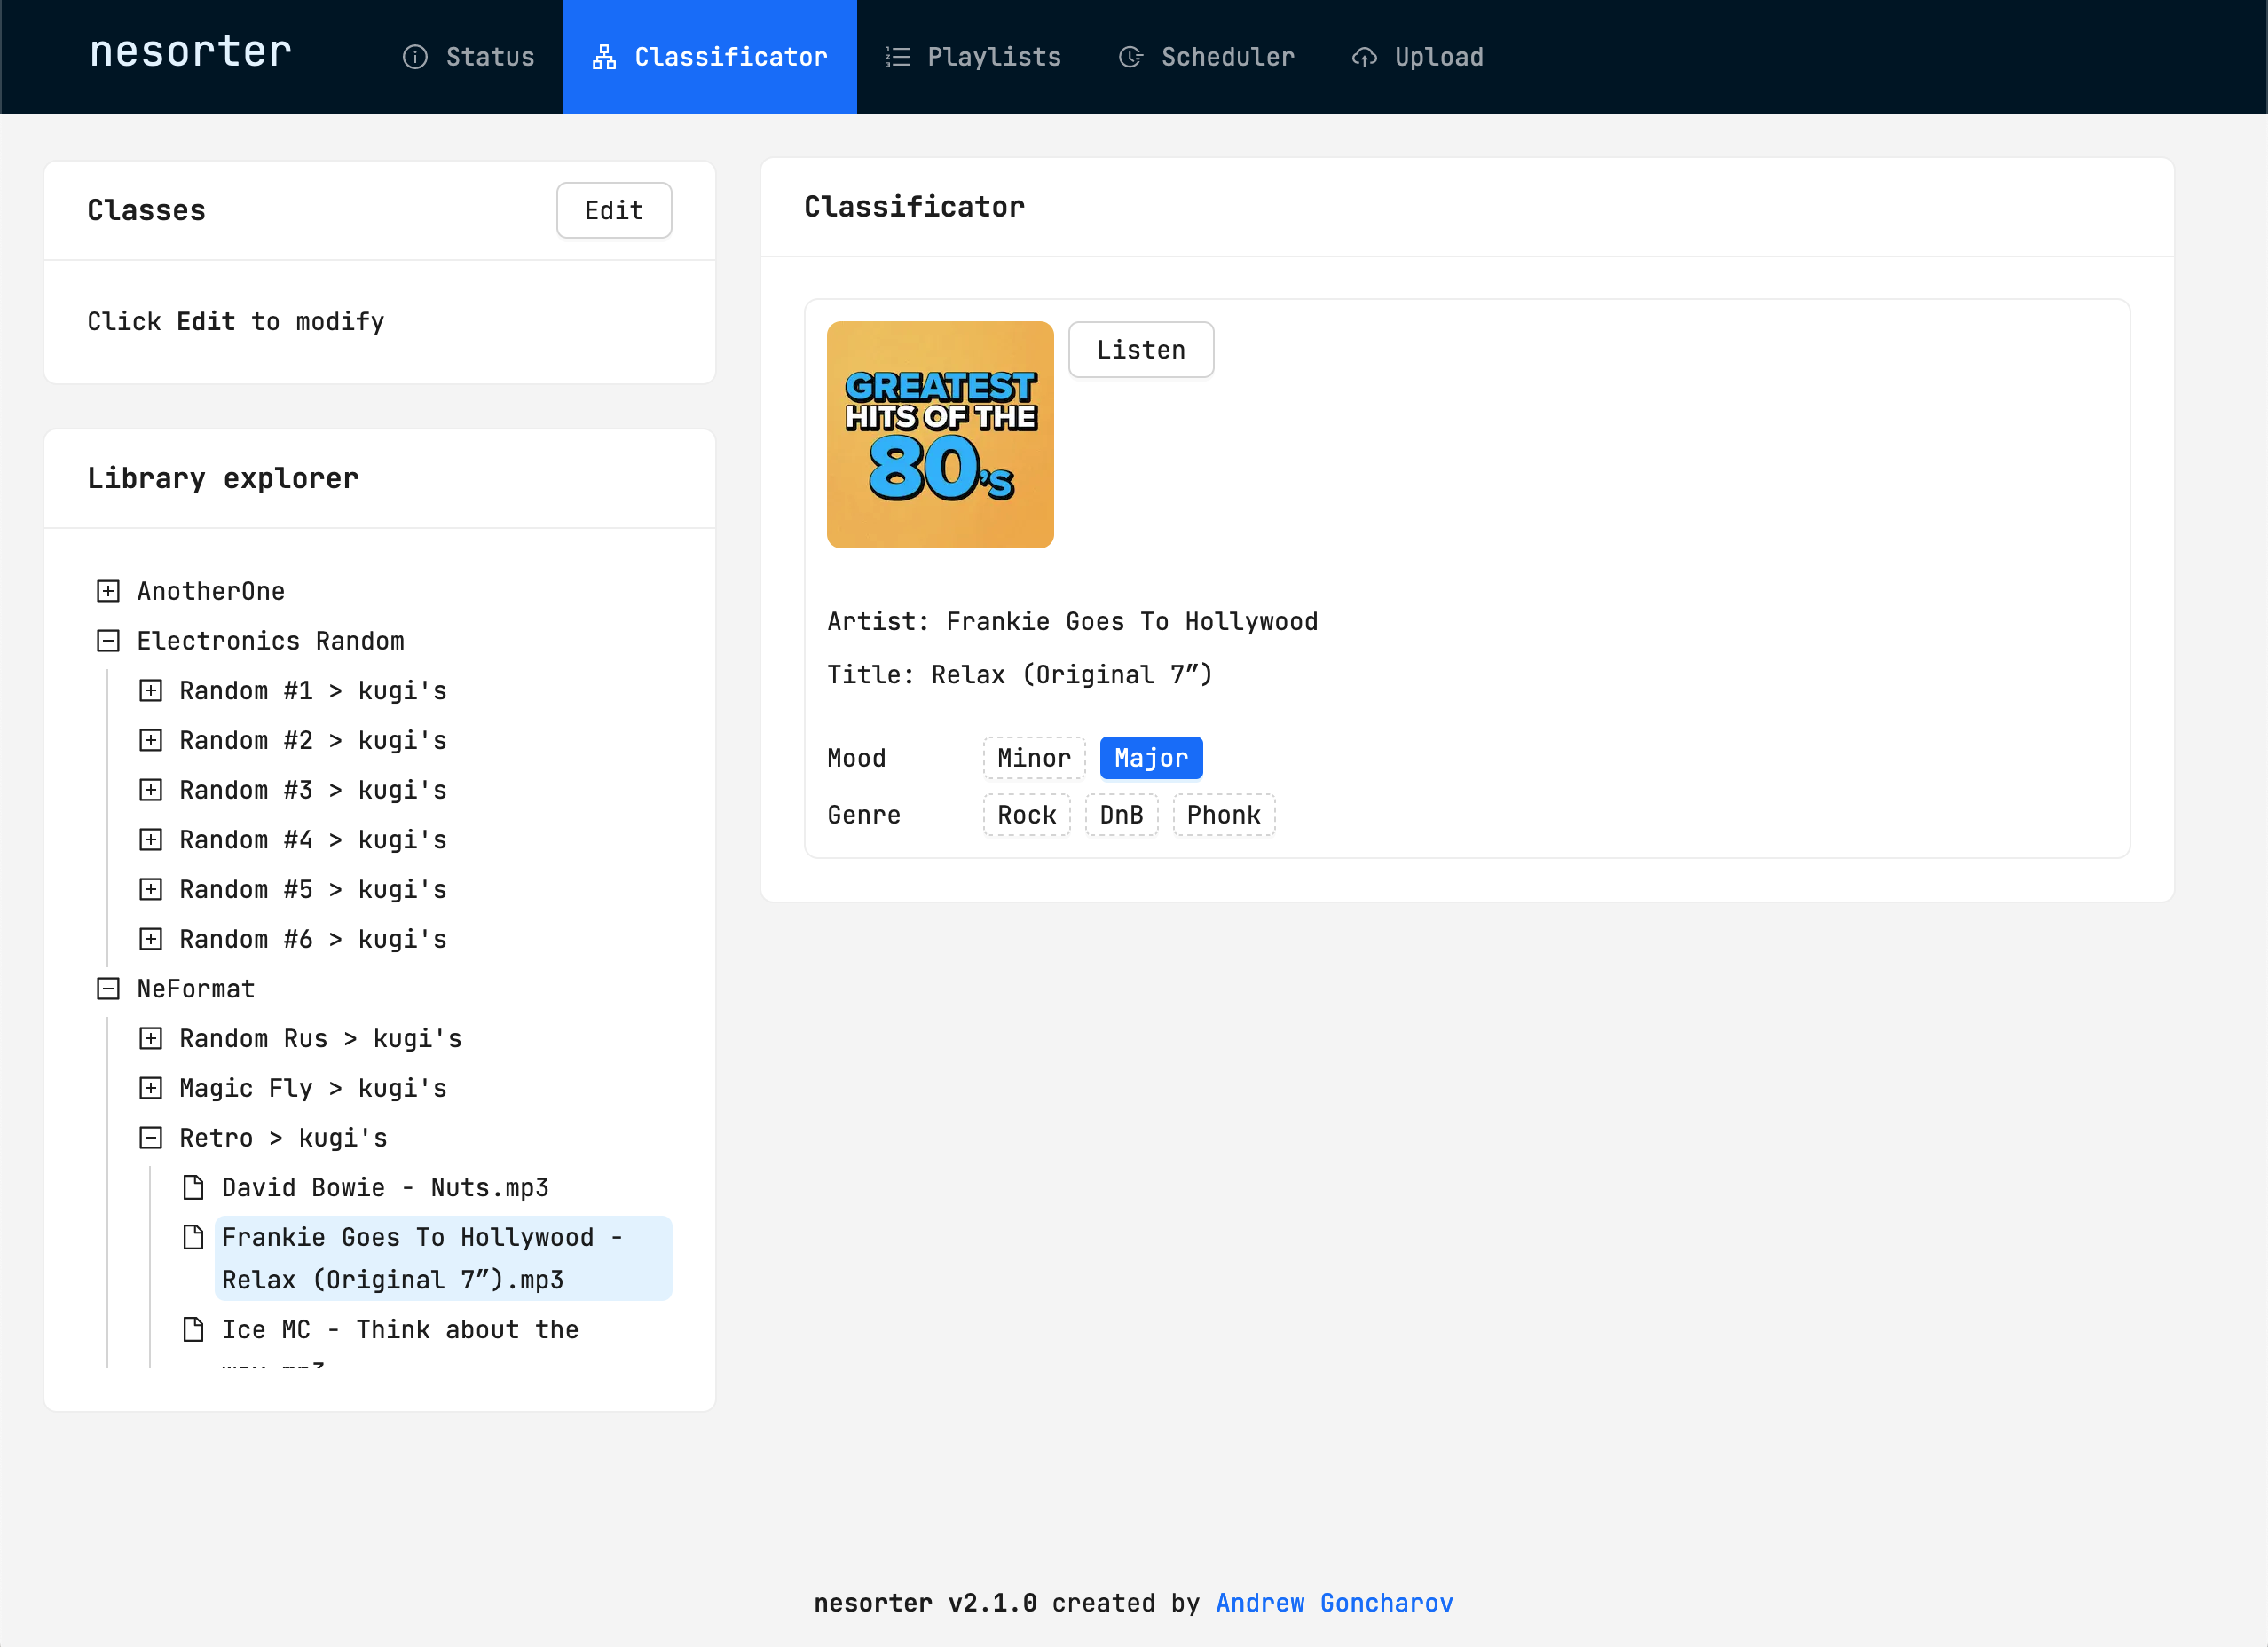 nesorter
Status
Classificator
Playlists
Scheduler
Upload
Classes
Edit
Click Edit to modify
Library explorer
AnotherOne
Electronics Random
Random #1 > kugi's
Random #2 > kugi's
Random #3 > kugi's
Random #4 > kugi's
Random #5 > kugi's
Random #6 > kugi's
NeFormat
Random Rus > kugi's
Magic Fly > kugi's
Retro > kugi's
David Bowie - Nuts.mp3
Frankie Goes To Hollywood -
Relax (Original 7”).mp3
Ice MC - Think about the
Classificator
GREATEST
HITS OF THE
80's
Listen
Artist: Frankie Goes To Hollywood
Title: Relax (Original 7”)
Mood
Minor
Major
Genre
Rock
DnB
Phonk
nesorter v2.1.0 created by Andrew Goncharov